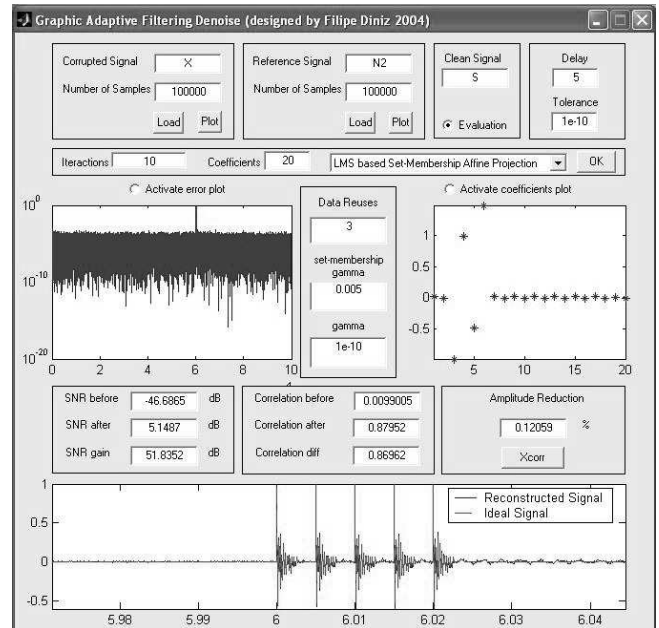 Graphic Adaptive Filtering Denoise (designed by Filipe Diniz 2004)
Corrupted Signal X
Number of Samples 100000
Load Plot
Reference Signal N2
Number of Samples 100000
Load Plot
Clean Signal
S
Evaluation
Delay
5
Tolerance
1e-10
Iteractions 10 Coefficients 20 LMS based Set-Membership Affine Projection OK
Activate error plot
10^0
10^-10
10^-20
0 2 4 6 8 10
Data Reuses
3
set-membership
gamma
0.005
gamma
1e-10
Activate coefficients plot
1
0.5
0
-0.5
5 10 15 20
SNR before -46.6865 dB
SNR after 5.1487 dB
SNR gain 51.8352 dB
Correlation before 0.0099005
Correlation after 0.87952
Correlation diff 0.86962
Amplitude Reduction
0.12059 %
Xcorr
1
0.5
0
-0.5
Reconstructed Signal
Ideal Signal
5.98 5.99 6 6.01 6.02 6.03 6.04